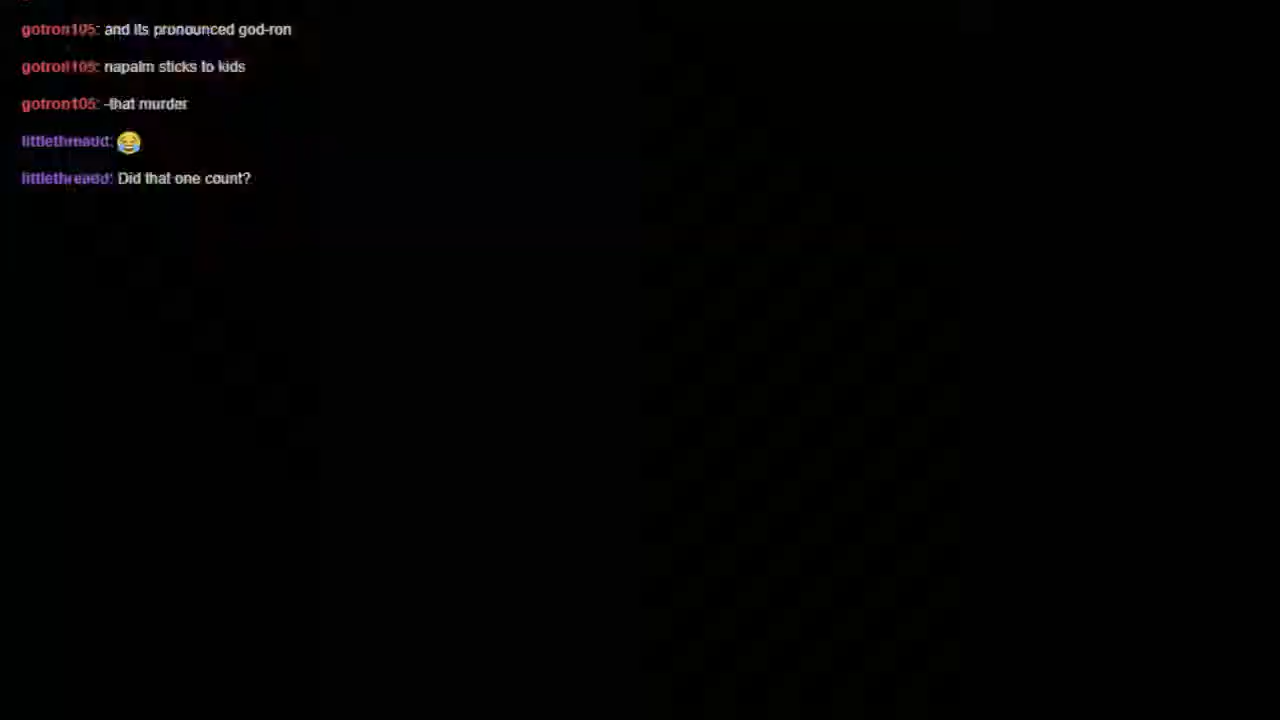 gotron105: and its pronounced god-ron
gotron105: napalm sticks to kids
gotron105: -that murder
littlethreadd: 😂
littlethreadd: Did that one count?